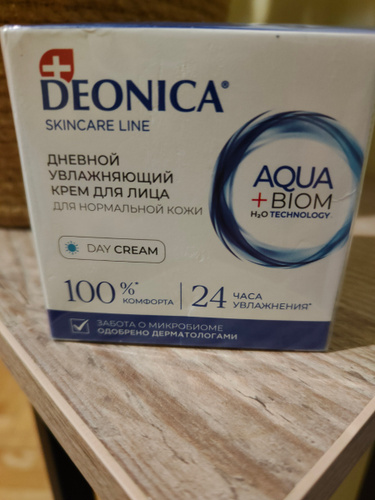 DEONICA®
SKINCARE LINE
ДНЕВНОЙ
УВЛАЖНЯЮЩИЙ
КРЕМ ДЛЯ ЛИЦА
ДЛЯ НОРМАЛЬНОЙ КОЖИ
DAY CREAM
AQUA
+BIOM
H₂O TECHNOLOGY
100%* КОМФОРТА
24 ЧАСА УВЛАЖНЕНИЯ*
ЗАБОТА О МИКРОБИОМЕ
ОДОБРЕНО ДЕРМАТОЛОГАМИ